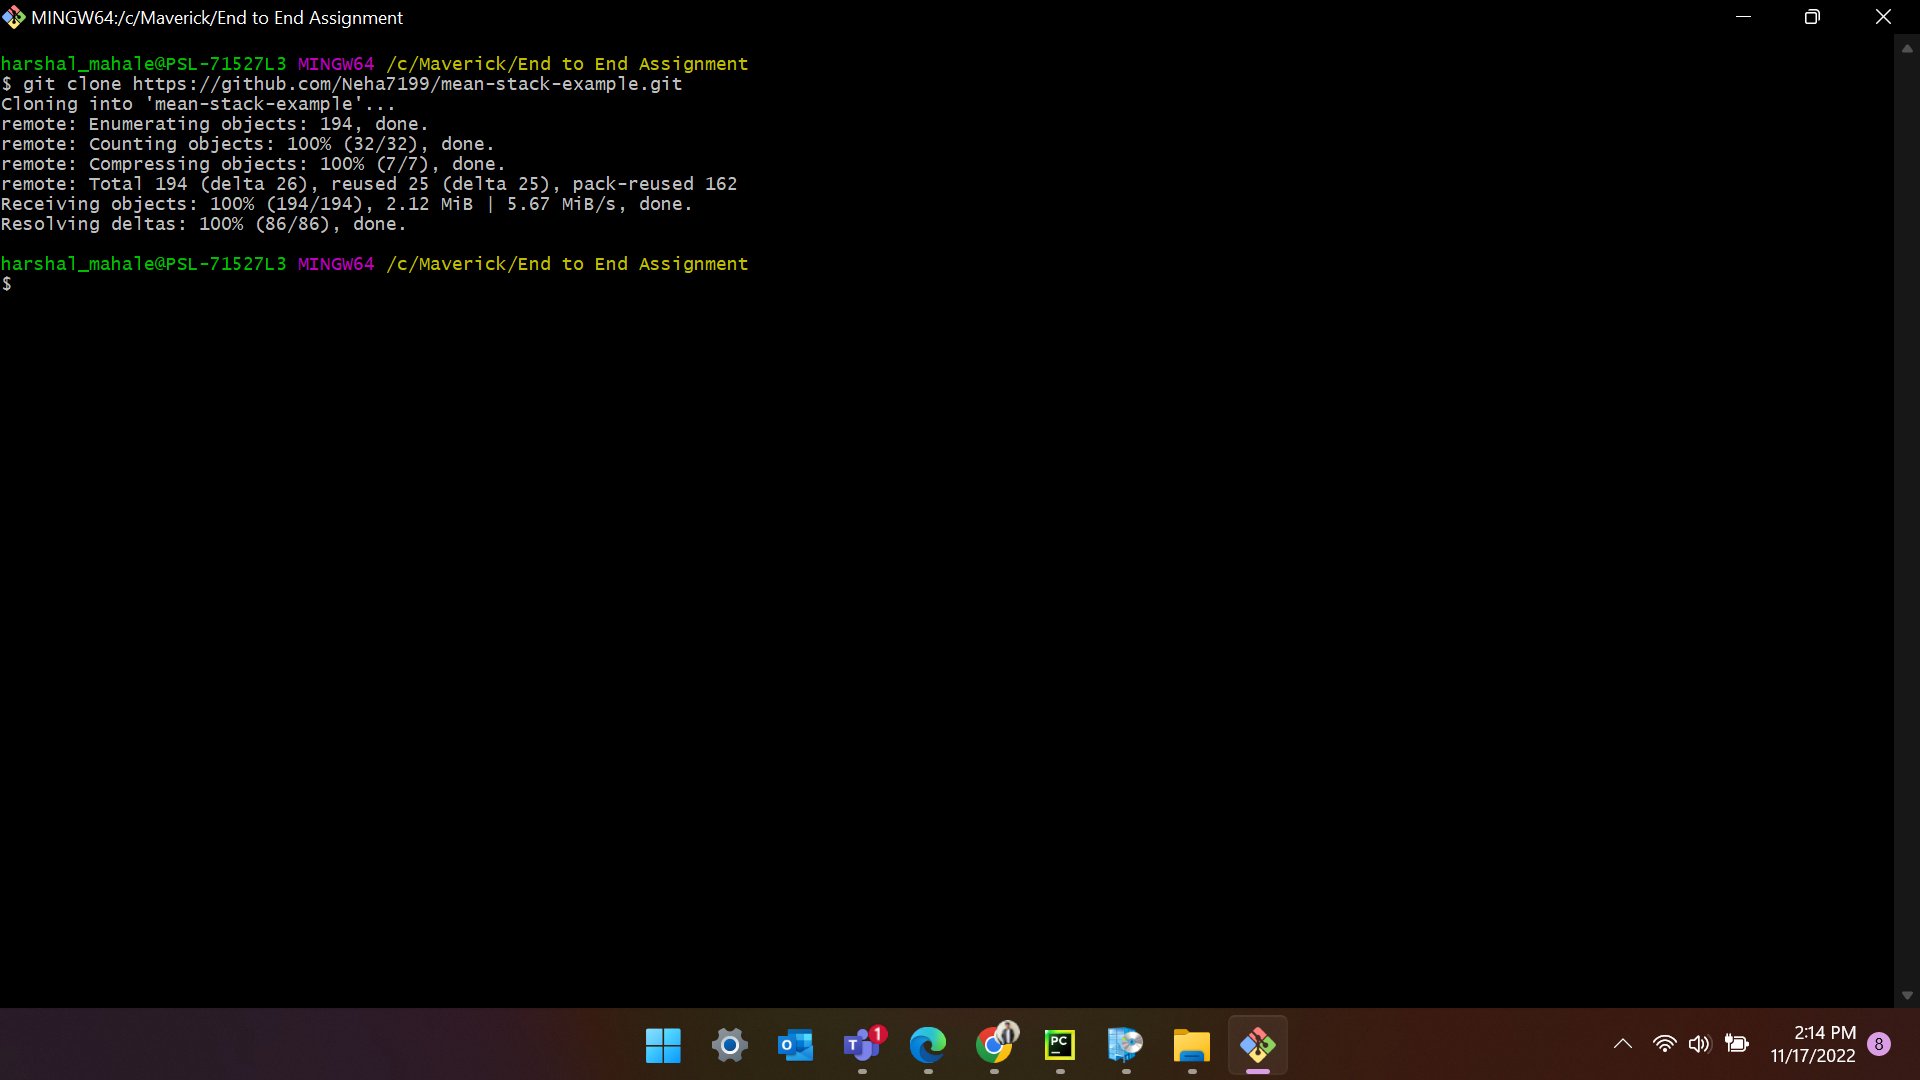 MINGW64:/c/Maverick/End to End Assignment
harshal_mahale@PSL-71527L3 MINGW64 /c/Maverick/End to End Assignment
$ git clone https://github.com/Neha7199/mean-stack-example.git
Cloning into 'mean-stack-example'...
remote: Enumerating objects: 194, done.
remote: Counting objects: 100% (32/32), done.
remote: Compressing objects: 100% (7/7), done.
remote: Total 194 (delta 26), reused 25 (delta 25), pack-reused 162
Receiving objects: 100% (194/194), 2.12 MiB | 5.67 MiB/s, done.
Resolving deltas: 100% (86/86), done.
harshal_mahale@PSL-71527L3 MINGW64 /c/Maverick/End to End Assignment
$
O
T
1
PC
2:14 PM
11/17/2022
8